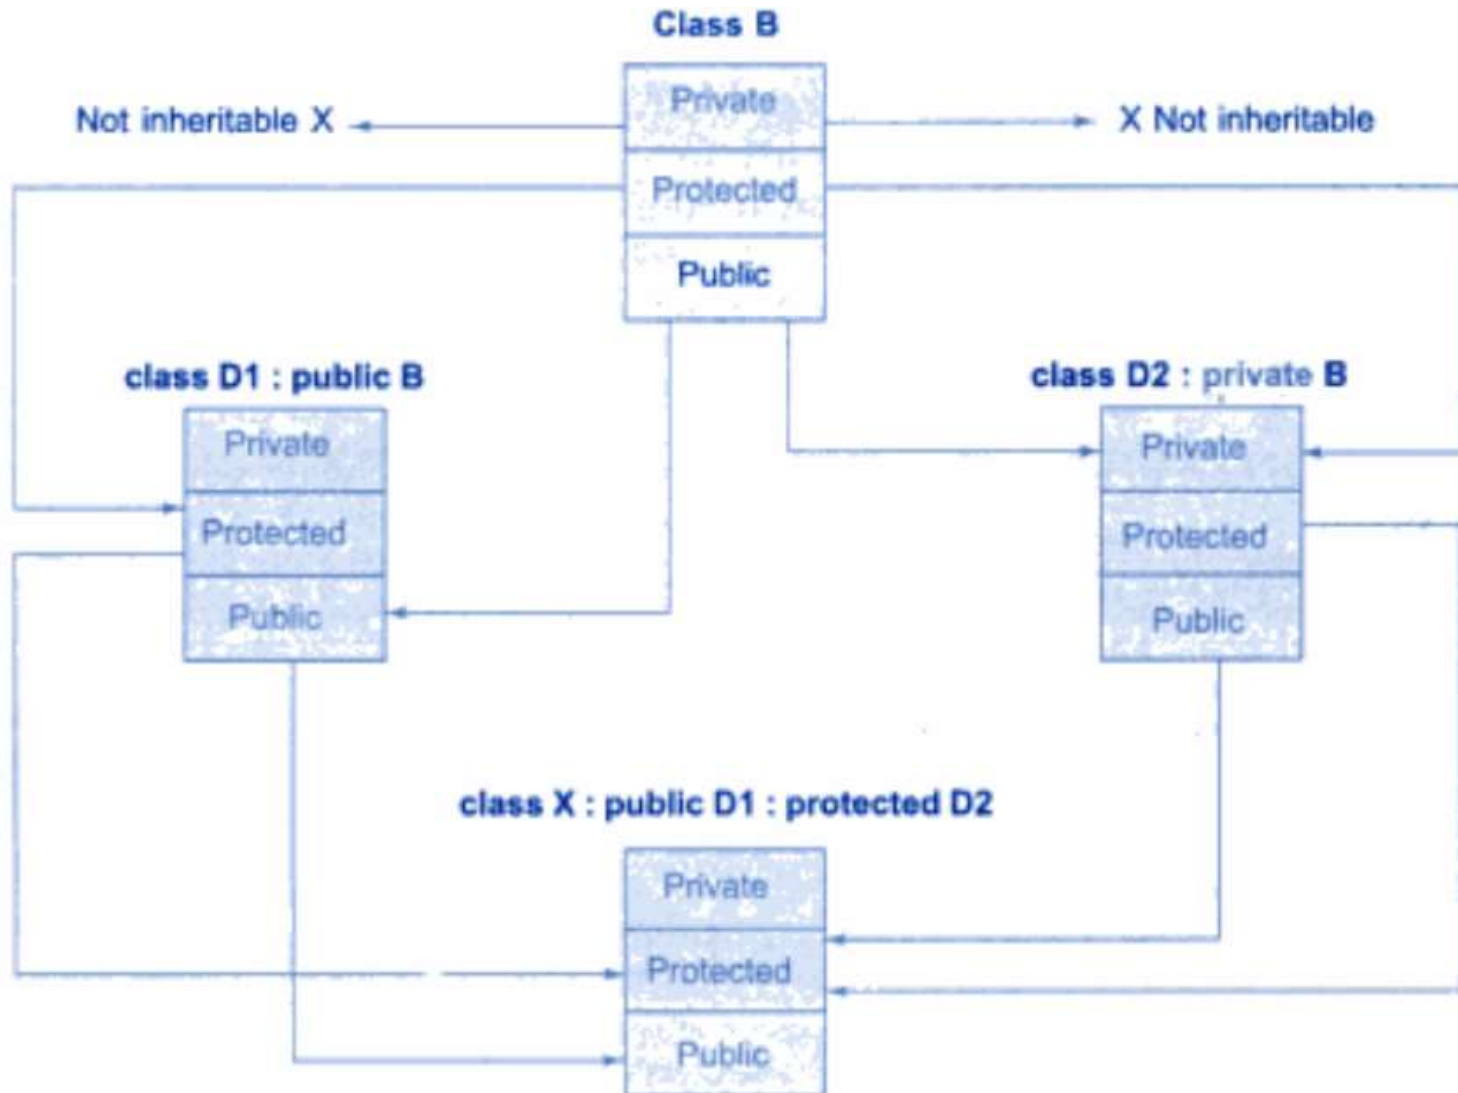 Class B
Private
Not inheritable X
X Not inheritable
Protected
Public
class D1 : public B
class D2 : private B
Private
Protected
Public
Private
Protected
Public
class X : public D1 : protected D2
Private
Protected
Public